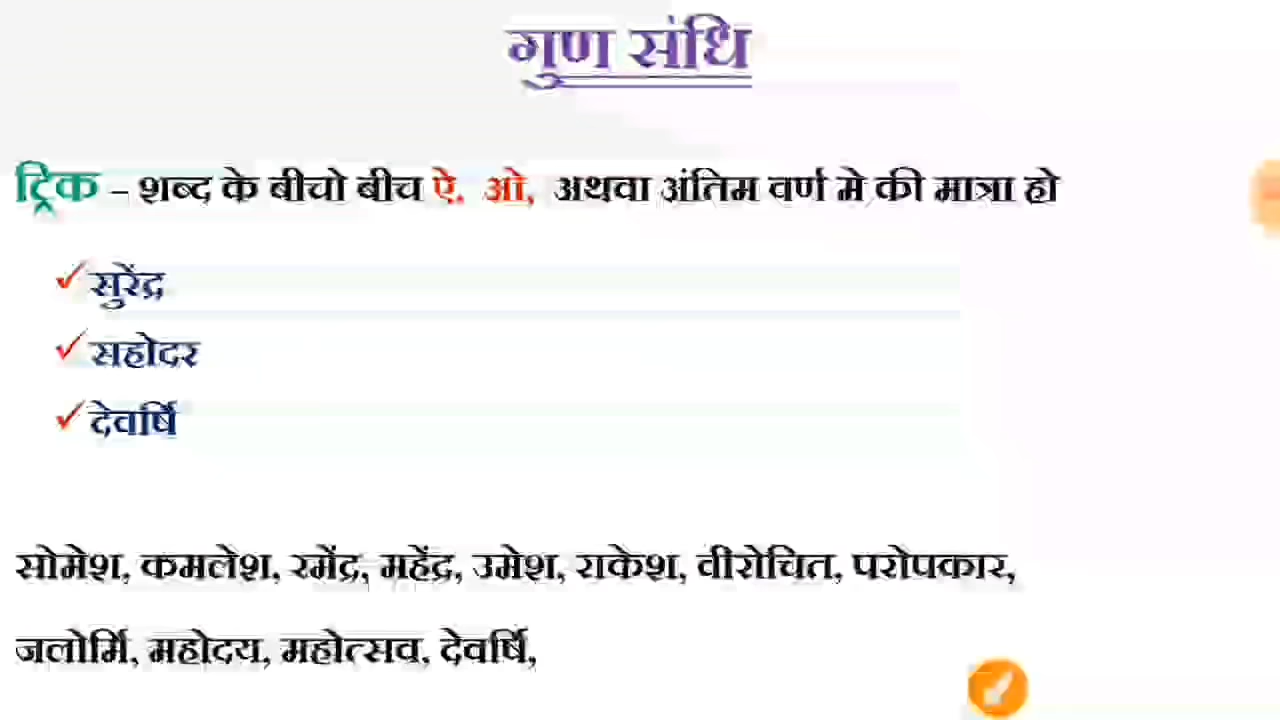 गुण संधि
ट्रिक – शब्द के बीचो बीच ऐ. ओ, अथवा अंतिम वर्ण मे की मात्रा हो
सुरेंद्र
सहोदर
देवर्षि
सोमेश, कमलेश, रमेंद्र, महेंद्र, उमेश, राकेश, वीरोचित, परोपकार,
जलोर्मि, महोदय, महोत्सव, देवर्षि,